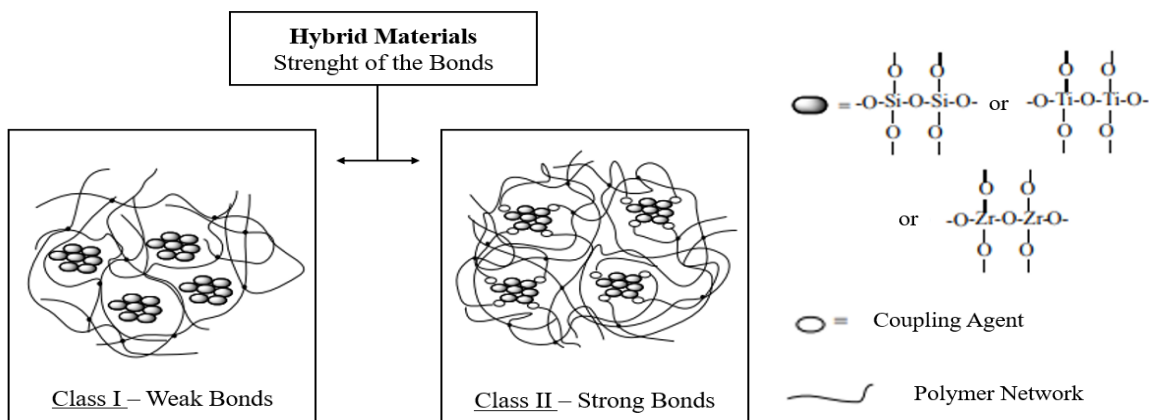 Hybrid Materials
Strenght of the Bonds
Class I – Weak Bonds
Class II – Strong Bonds
O O
= -O-Si-O-Si-O-
O O
or
O O
-O-Ti-O-Ti-O-
O O
or
O O
-O-Zr-O-Zr-O-
O O
= Coupling Agent
Polymer Network